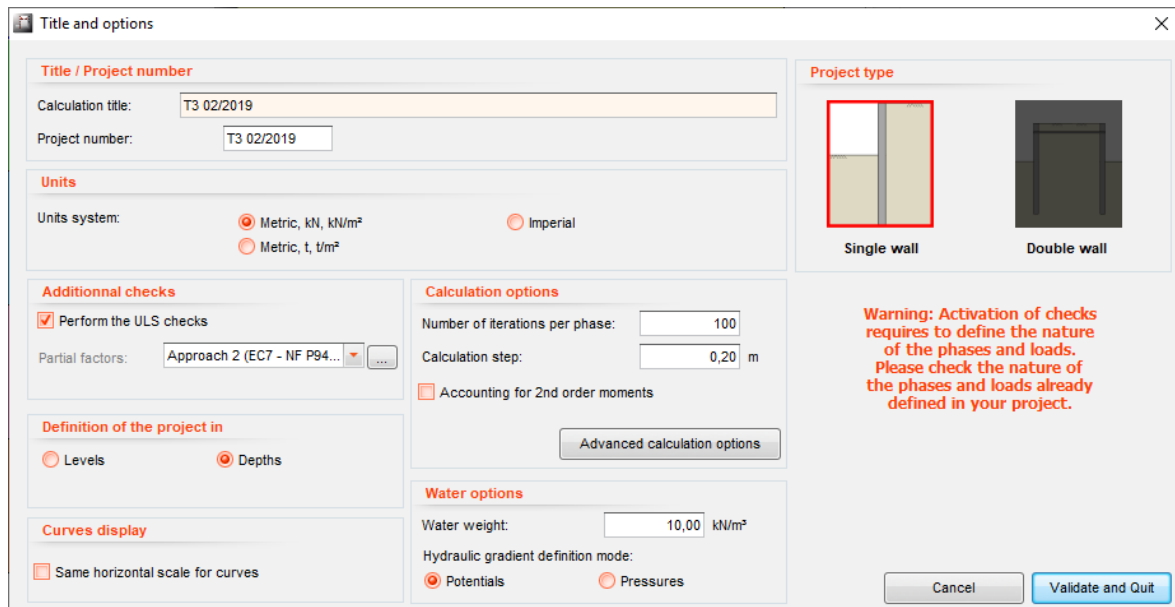 Title and options
Title / Project number
Calculation title:
T3 02/2019
Project number:
T3 02/2019
Units
Units system:
Metric, kN, kN/m²
Imperial
Metric, t, t/m²
Project type
Single wall
Double wall
Additionnal checks
Perform the ULS checks
Partial factors:
Approach 2 (EC7 - NF P94...
...
Definition of the project in
Levels
Depths
Curves display
Same horizontal scale for curves
Calculation options
Number of iterations per phase:
100
Calculation step:
0,20 m
Accounting for 2nd order moments
Advanced calculation options
Water options
Water weight:
10,00 kN/m³
Hydraulic gradient definition mode:
Potentials
Pressures
Warning: Activation of checks
requires to define the nature
of the phases and loads.
Please check the nature of
the phases and loads already
defined in your project.
Cancel
Validate and Quit